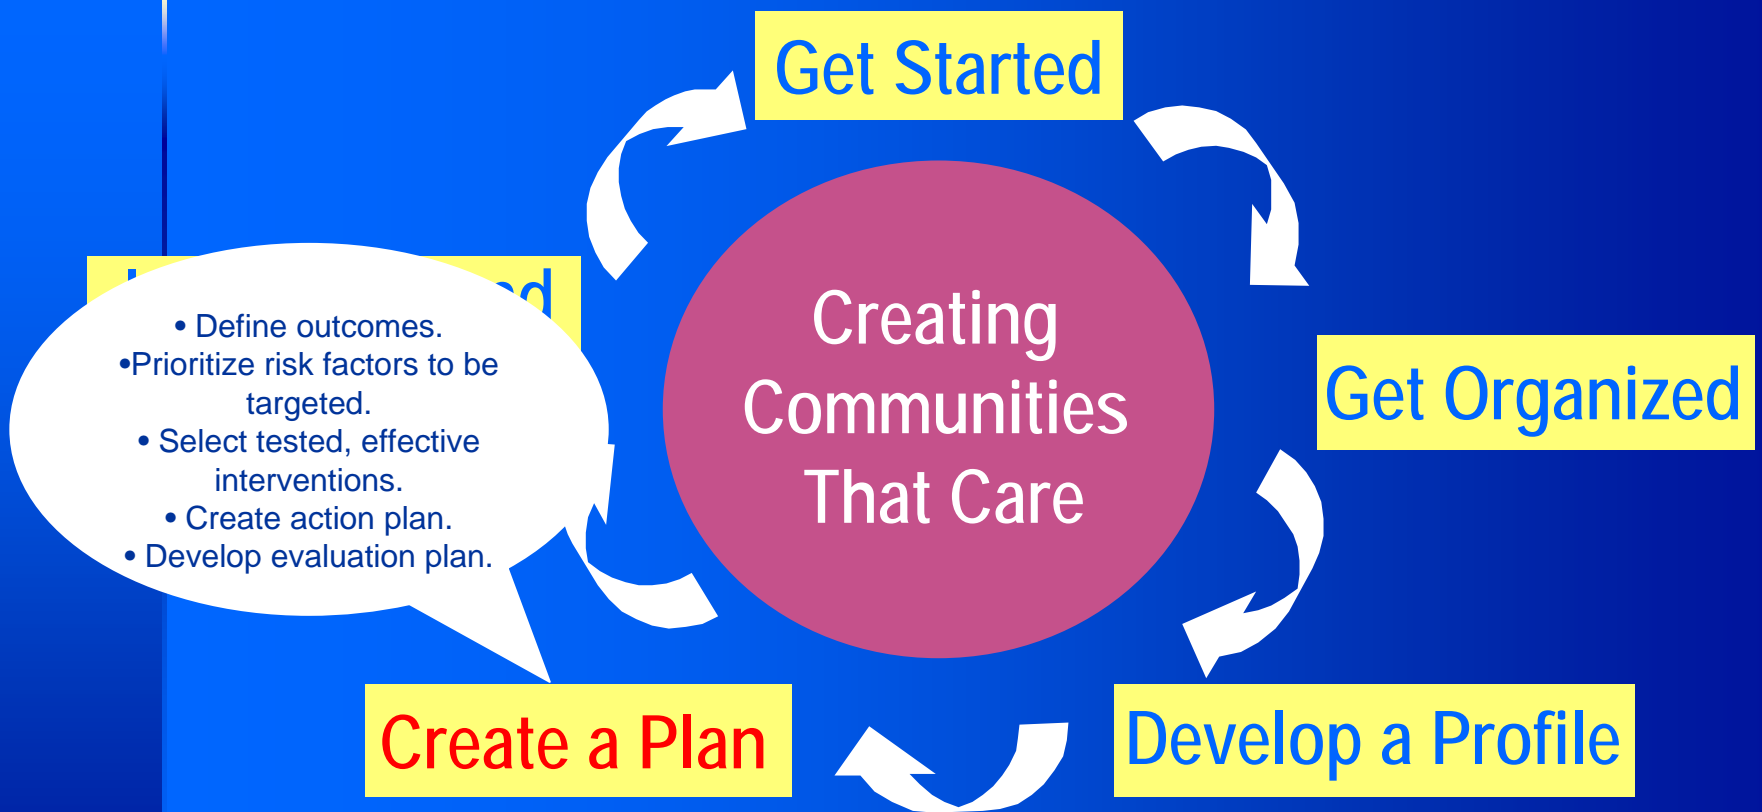 Get Started
Creating
Communities
That Care
Get Organized
Develop a Profile
Create a Plan
• Define outcomes.
•Prioritize risk factors to be
targeted.
• Select tested, effective
interventions.
• Create action plan.
• Develop evaluation plan.